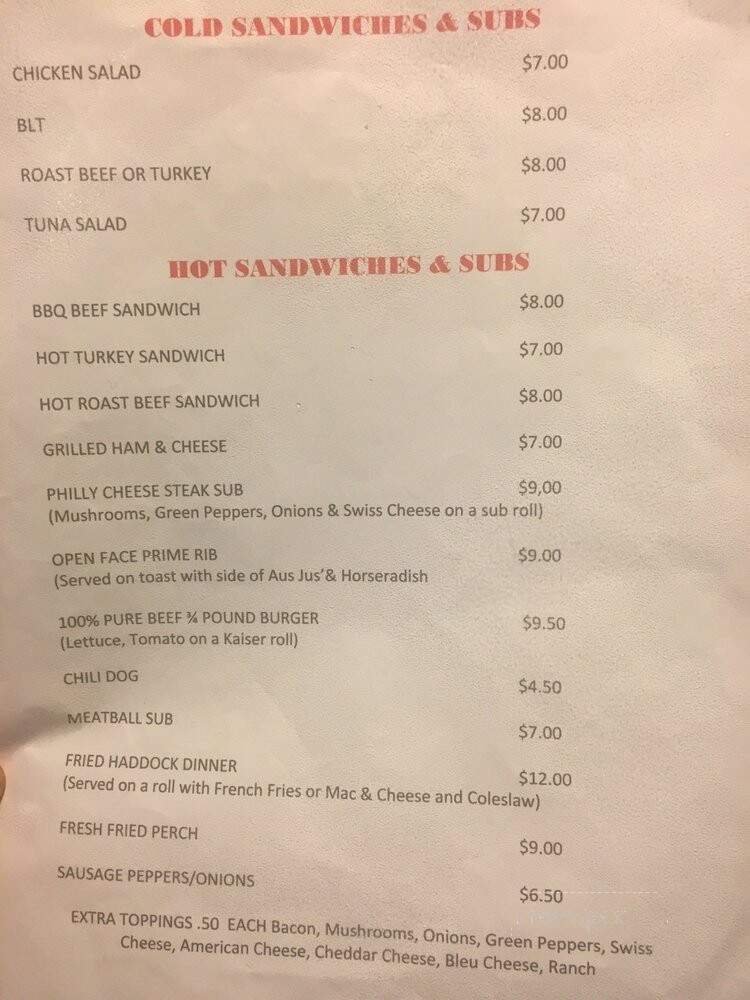 COLD SANDWICHES & SUBS
CHICKEN SALAD $7.00
BLT $8.00
ROAST BEEF OR TURKEY $8.00
TUNA SALAD $7.00
HOT SANDWICHES & SUBS
BBQ BEEF SANDWICH $8.00
HOT TURKEY SANDWICH $7.00
HOT ROAST BEEF SANDWICH $8.00
GRILLED HAM & CHEESE $7.00
PHILLY CHEESE STEAK SUB $9,00
(Mushrooms, Green Peppers, Onions & Swiss Cheese on a sub roll)
OPEN FACE PRIME RIB $9.00
(Served on toast with side of Aus Jus'& Horseradish
100% PURE BEEF ¾ POUND BURGER $9.50
(Lettuce, Tomato on a Kaiser roll)
CHILI DOG $4.50
MEATBALL SUB $7.00
FRIED HADDOCK DINNER $12.00
(Served on a roll with French Fries or Mac & Cheese and Coleslaw)
FRESH FRIED PERCH $9.00
SAUSAGE PEPPERS/ONIONS $6.50
EXTRA TOPPINGS .50 EACH Bacon, Mushrooms, Onions, Green Peppers, Swiss
Cheese, American Cheese, Cheddar Cheese, Bleu Cheese, Ranch